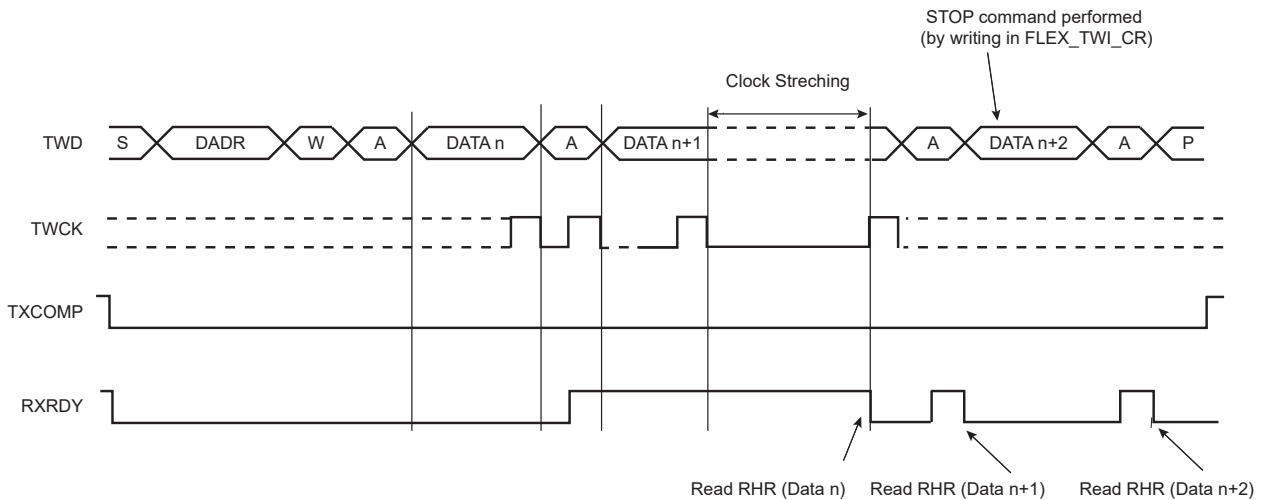 STOP command performed
(by writing in FLEX_TWI_CR)
Clock Streching
TWD S DADR W A DATA n A DATA n+1 A DATA n+2 A P
TWCK
TXCOMP
RXRDY
Read RHR (Data n) Read RHR (Data n+1) Read RHR (Data n+2)